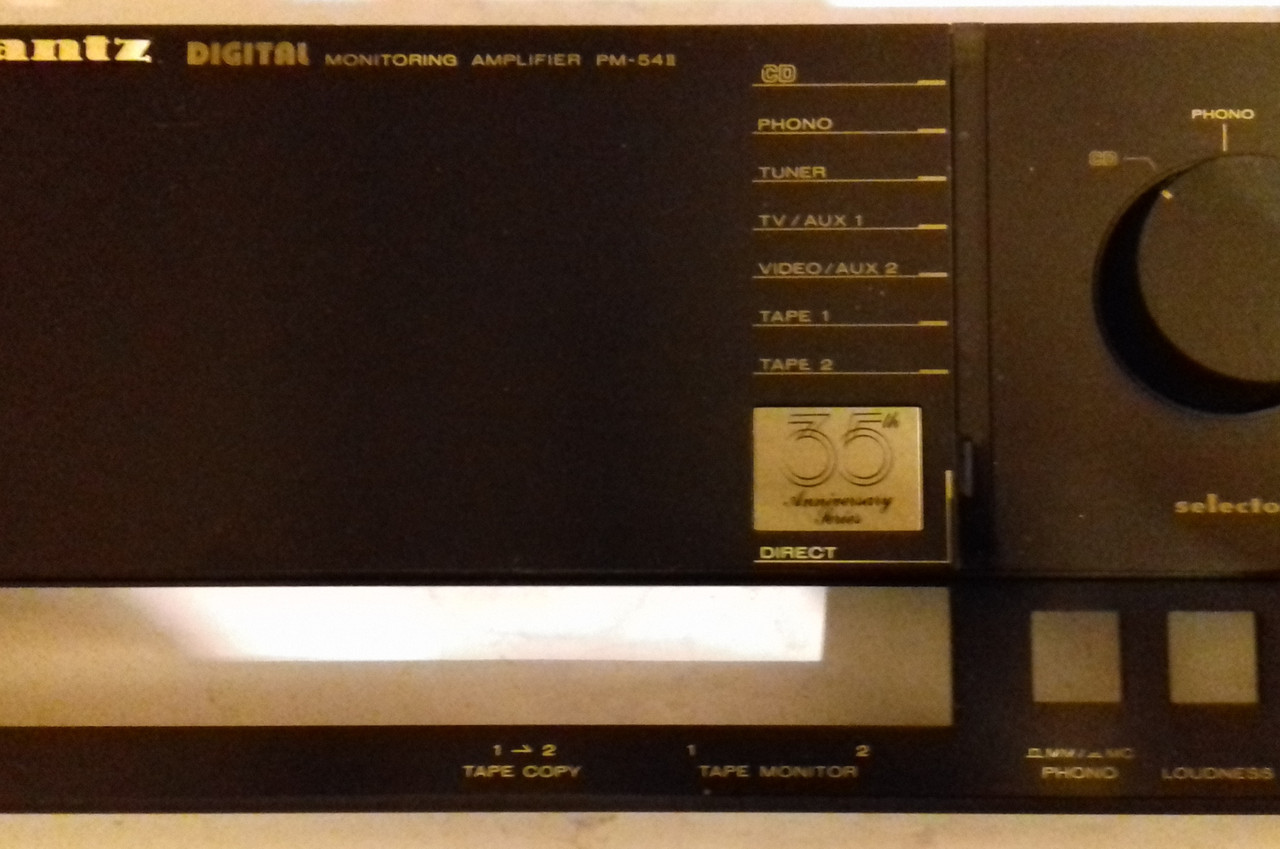 antz DIGITAL MONITORING AMPLIFIER PM-54II
CD
PHONO
TUNER
TV/AUX 1
VIDEO/AUX 2
TAPE 1
TAPE 2
35th
Anniversary
Series
DIRECT
PHONO
CD
selecto
1 → 2
TAPE COPY
1 2
TAPE MONITOR
MM/ MC
PHONO
LOUDNESS